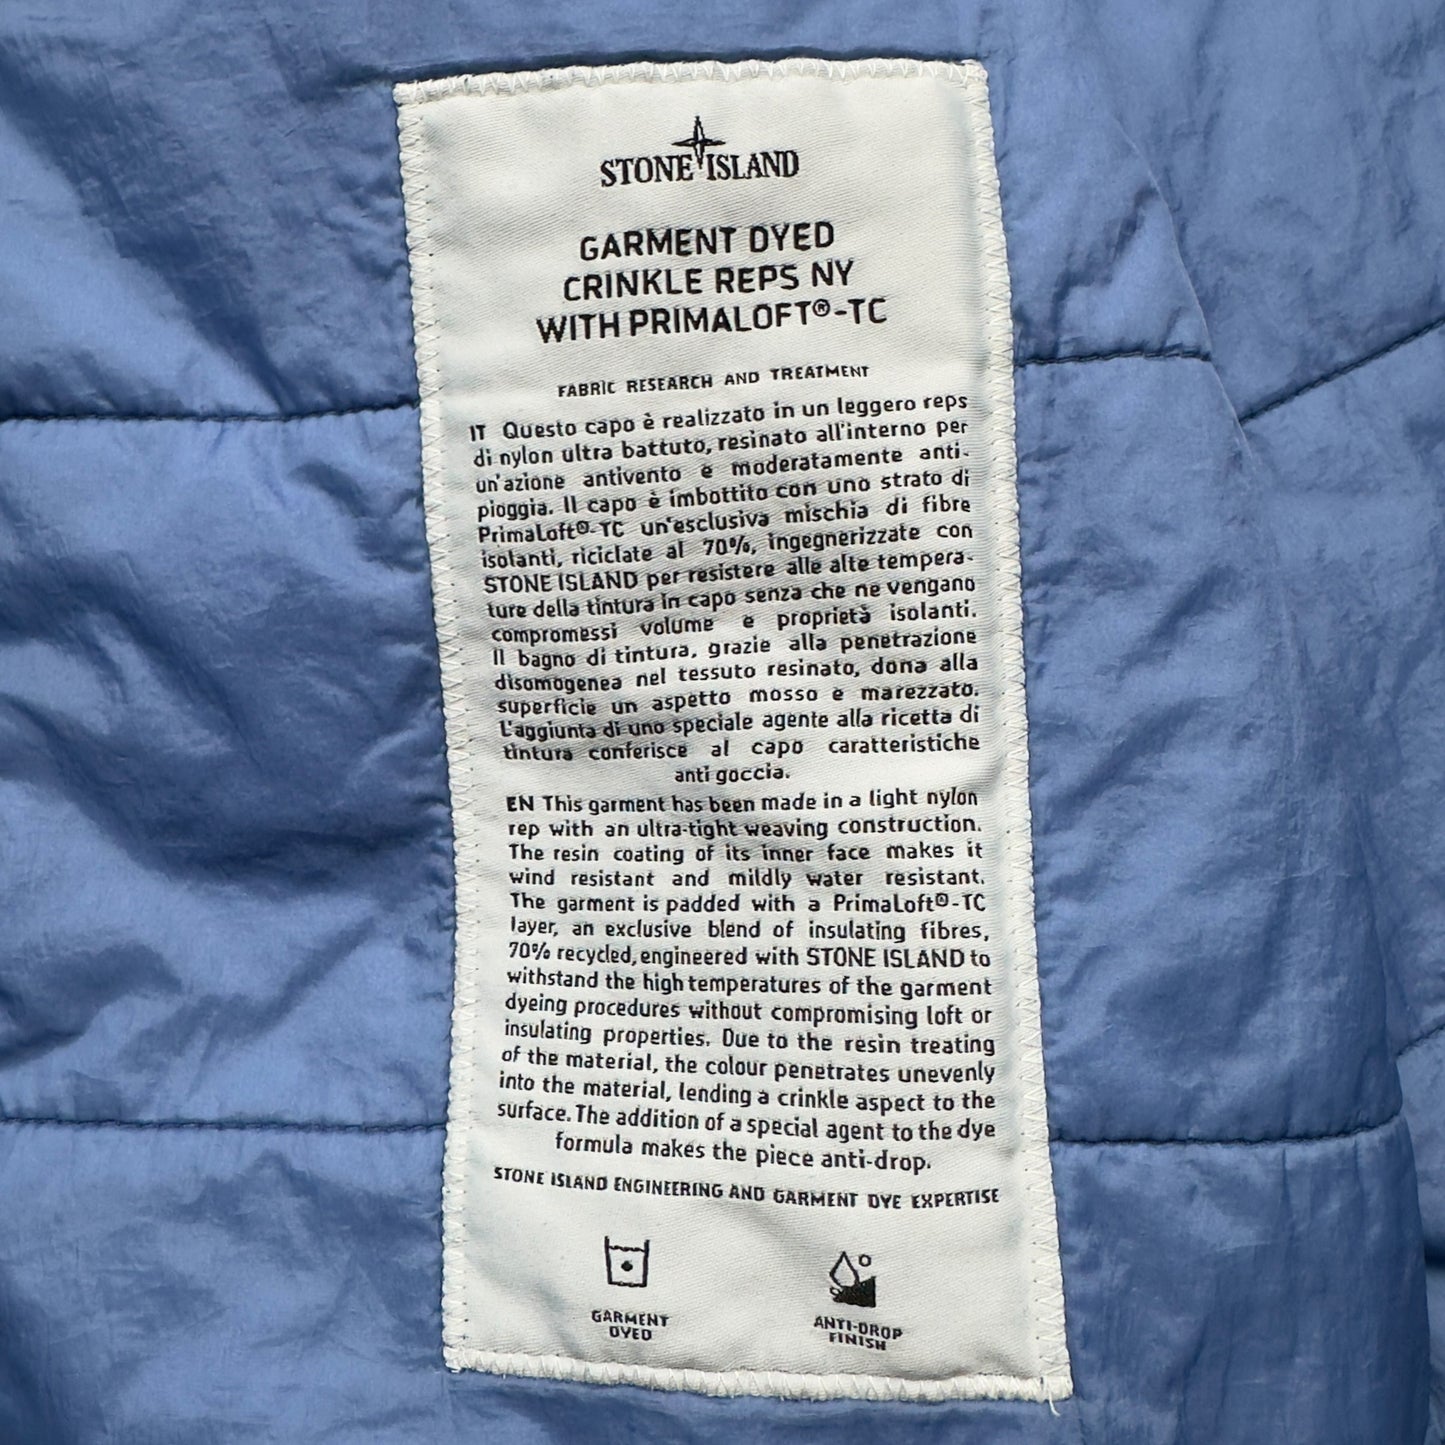 STONE ISLAND
GARMENT DYED
CRINKLE REPS NY
WITH PRIMALOFT®-TC
FABRIC RESEARCH AND TREATMENT
IT Questo capo è realizzato in un leggero reps
di nylon ultra battuto, resinato all'interno per
un'azione antivento e moderatamente anti-
pioggia. Il capo è imbottito con uno strato di
PrimaLoft®-TC un'esclusiva mischia di fibre
isolanti, riciclate al 70%, ingegnerizzate con
STONE ISLAND per resistere alle alte tempera-
ture della tintura in capo senza che ne vengano
compromessi volume e proprietà isolanti.
Il bagno di tintura, grazie alla penetrazione
disomogenea nel tessuto resinato, dona alla
superficie un aspetto mosso e marezzato.
L'aggiunta di uno speciale agente alla ricetta di
tintura conferisce al capo caratteristiche
anti goccia.
EN This garment has been made in a light nylon
rep with an ultra-tight weaving construction.
The resin coating of its inner face makes it
wind resistant and mildly water resistant.
The garment is padded with a PrimaLoft®-TC
layer, an exclusive blend of insulating fibres,
70% recycled, engineered with STONE ISLAND to
withstand the high temperatures of the garment
dyeing procedures without compromising loft or
insulating properties. Due to the resin treating
of the material, the colour penetrates unevenly
into the material, lending a crinkle aspect to the
surface. The addition of a special agent to the dye
formula makes the piece anti-drop.
STONE ISLAND ENGINEERING AND GARMENT DYE EXPERTISE
GARMENT
DYED
ANTI-DROP
FINISH